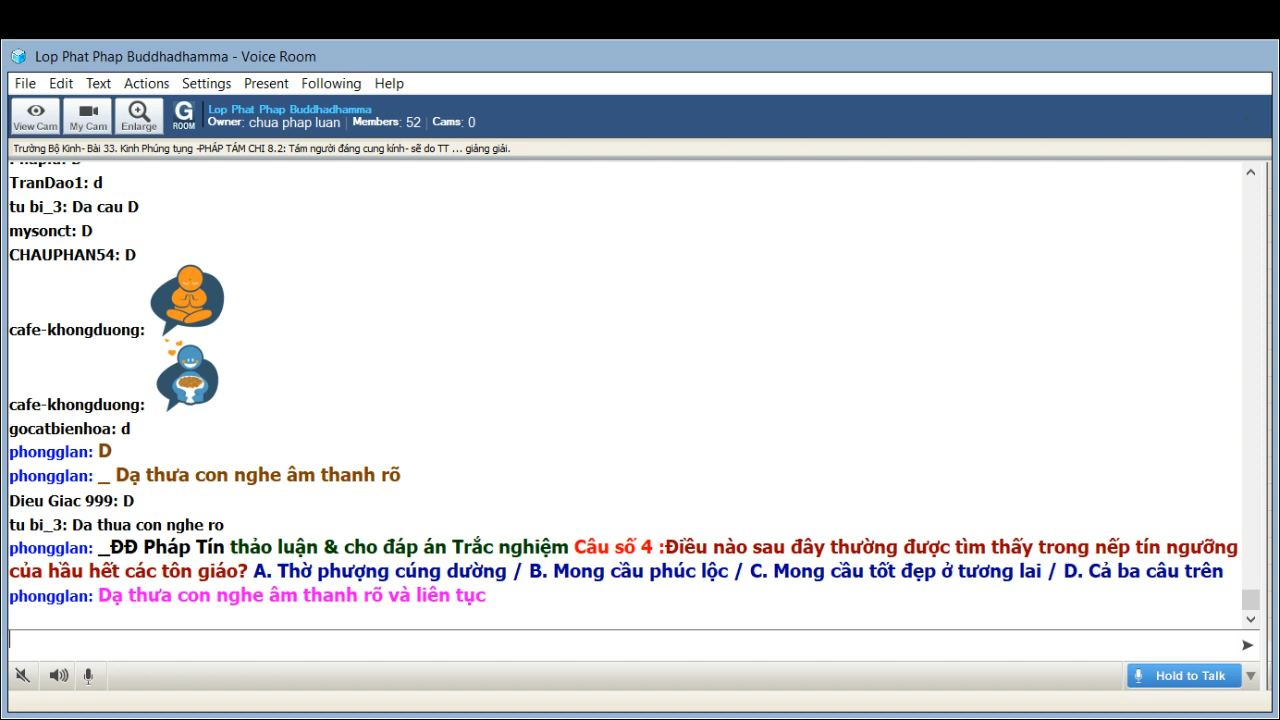 Lop Phat Phap Buddhadhamma - Voice Room
File Edit Text Actions Settings Present Following Help
View Cam My Cam Enlarge G ROOM Lop Phat Phap Buddhadhamma
Owner: chua phap luan | Members: 52 | Cams: 0
Trường Bộ Kinh- Bài 33. Kinh Phúng tụng -PHÁP TÁM CHI 8.2: Tám người đáng cung kính- sẽ do TT ... giảng giải.
TranDao1: d
tu bi_3: Da cau D
mysonct: D
CHAUPHAN54: D
cafe-khongduong:
cafe-khongduong:
gocatbienhoa: d
phongglan: D
phongglan: _ Dạ thưa con nghe âm thanh rõ
Dieu Giac 999: D
tu bi_3: Da thua con nghe ro
phongglan: _ĐĐ Pháp Tín thảo luận & cho đáp án Trắc nghiệm Câu số 4 :Điều nào sau đây thường được tìm thấy trong nếp tín ngưỡng
của hầu hết các tôn giáo? A. Thờ phượng cúng dường / B. Mong cầu phúc lộc / C. Mong cầu tốt đẹp ở tương lai / D. Cả ba câu trên
phongglan: Dạ thưa con nghe âm thanh rõ và liên tục
Hold to Talk